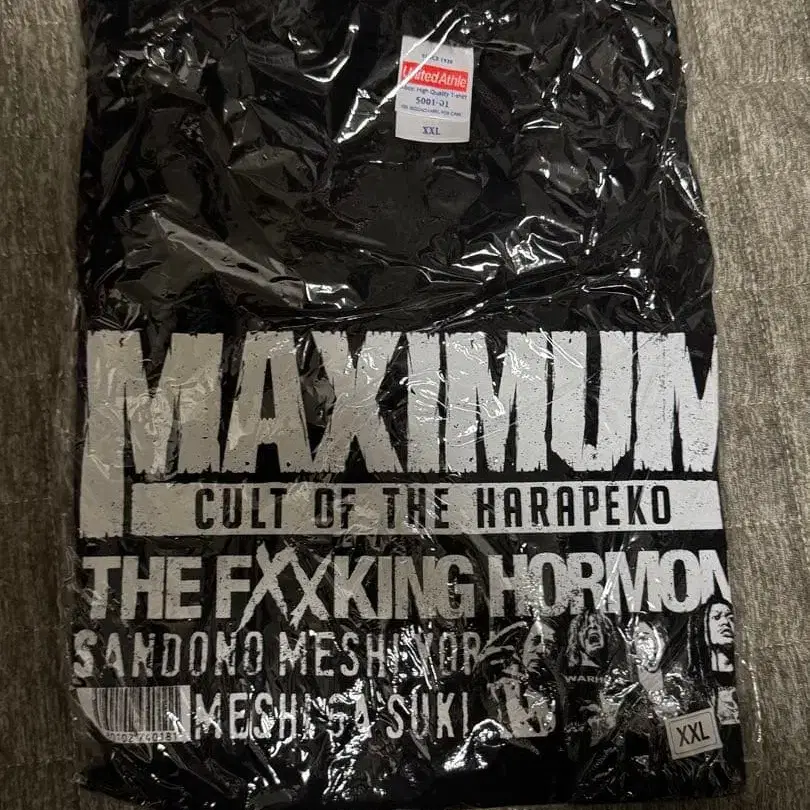 United Athle
5001-01
XXL
MAXIMUM
CULT OF THE HARAPEKO
THE FXXKING HORMON
SANDONO MESHI YOR
MESHI GA SUKI
XXL